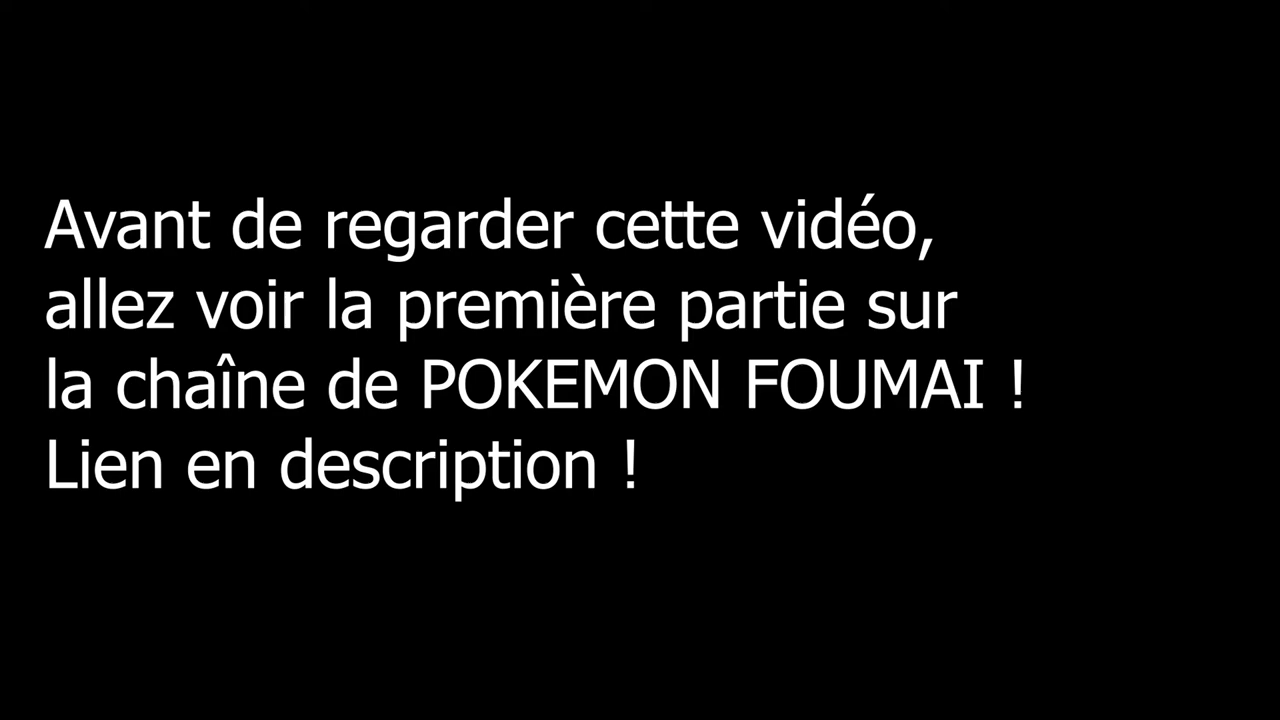 Avant de regarder cette vidéo,
allez voir la première partie sur
la chaîne de POKEMON FOUMAI !
Lien en description !